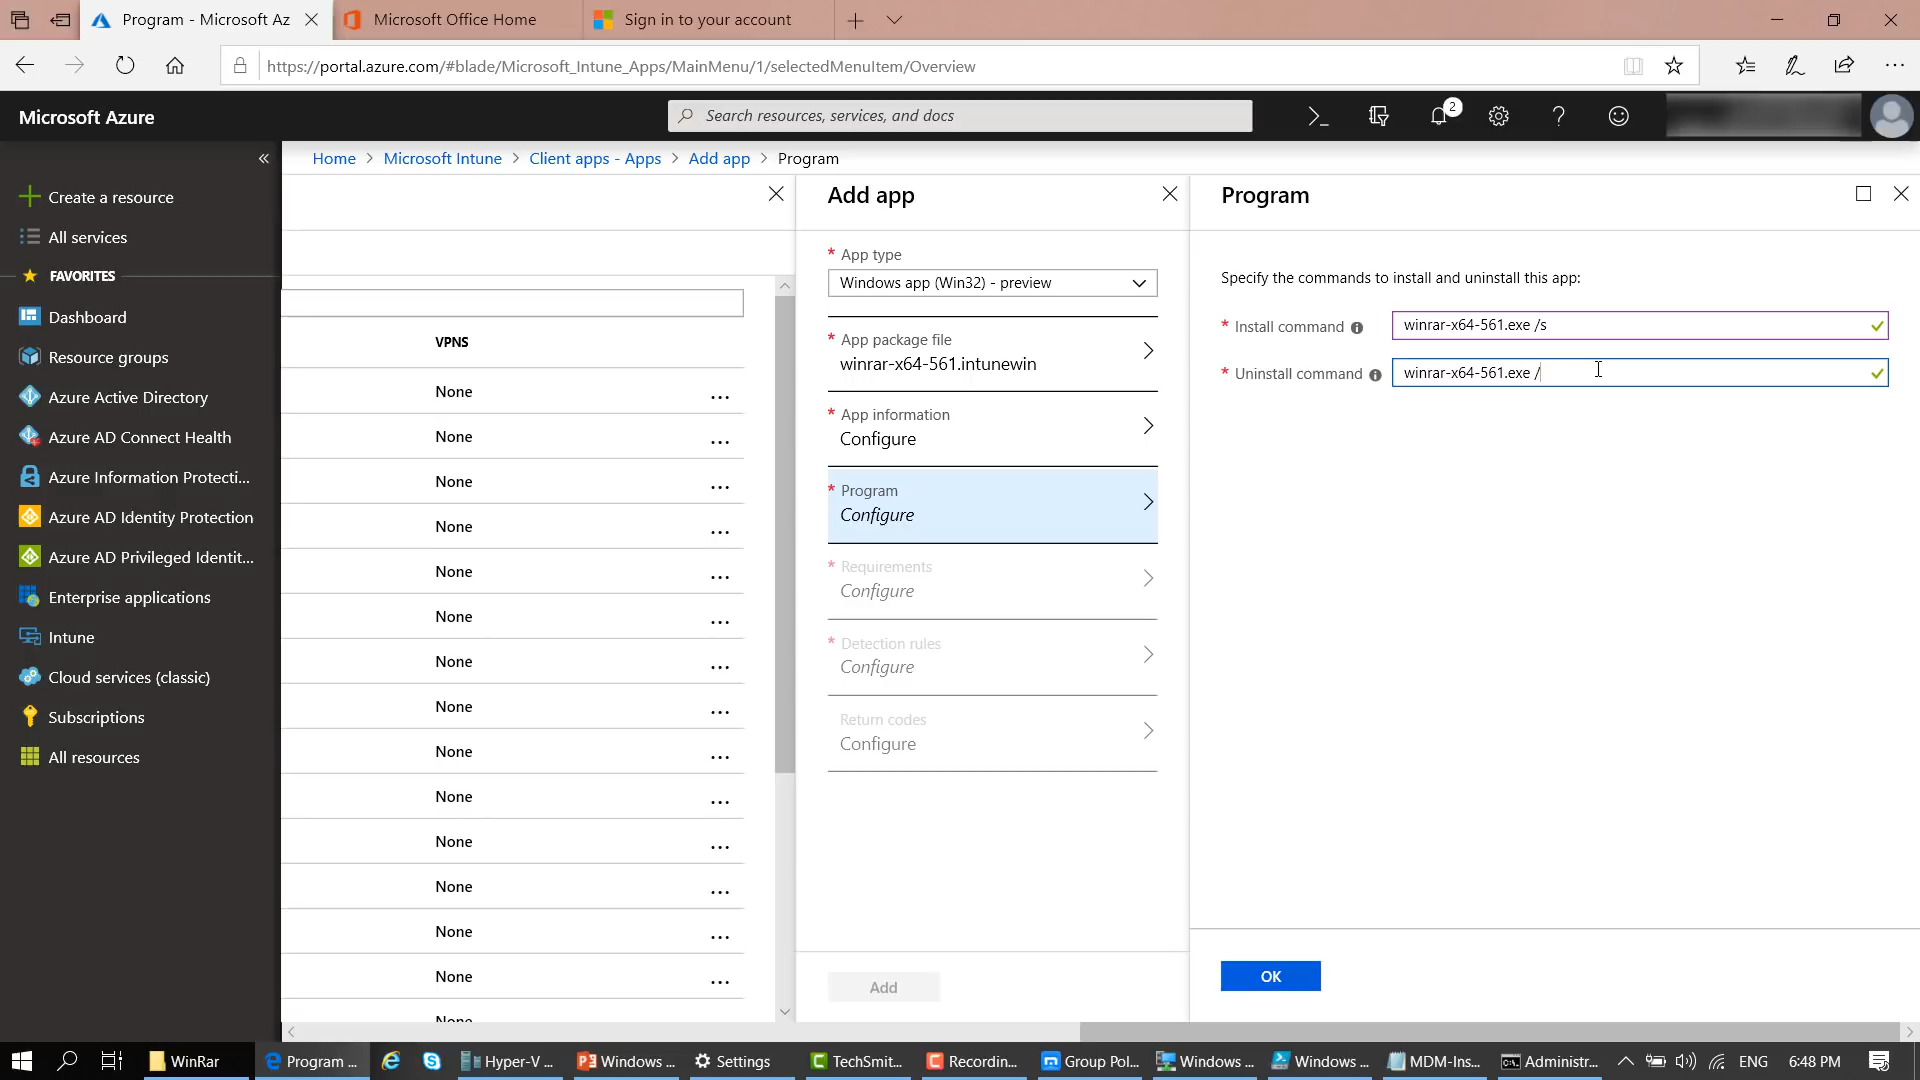 Program - Microsoft Az
Microsoft Office Home
Sign in to your account
https://portal.azure.com/#blade/Microsoft_Intune_Apps/MainMenu/1/selectedMenuItem/Overview
Microsoft Azure
Search resources, services, and docs
2
Home > Microsoft Intune > Client apps - Apps > Add app > Program
Create a resource
All services
FAVORITES
Dashboard
Resource groups
Azure Active Directory
Azure AD Connect Health
Azure Information Protecti...
Azure AD Identity Protection
Azure AD Privileged Identit...
Enterprise applications
Intune
Cloud services (classic)
Subscriptions
All resources
VPNS
None ...
None ...
None ...
None ...
None ...
None ...
None ...
None ...
None ...
None ...
None ...
None ...
None ...
None ...
None
Add app
* App type
Windows app (Win32) - preview
* App package file
winrar-x64-561.intunewin
* App information
Configure
* Program
Configure
* Requirements
Configure
* Detection rules
Configure
Return codes
Configure
Add
Program
Specify the commands to install and uninstall this app:
* Install command
winrar-x64-561.exe /s
* Uninstall command
winrar-x64-561.exe /
OK
WinRar
Program ...
Hyper-V ...
Windows ...
Settings
TechSmit...
Recordin...
Group Pol...
Windows ...
Windows ...
MDM-Ins...
Administr...
ENG
6:48 PM